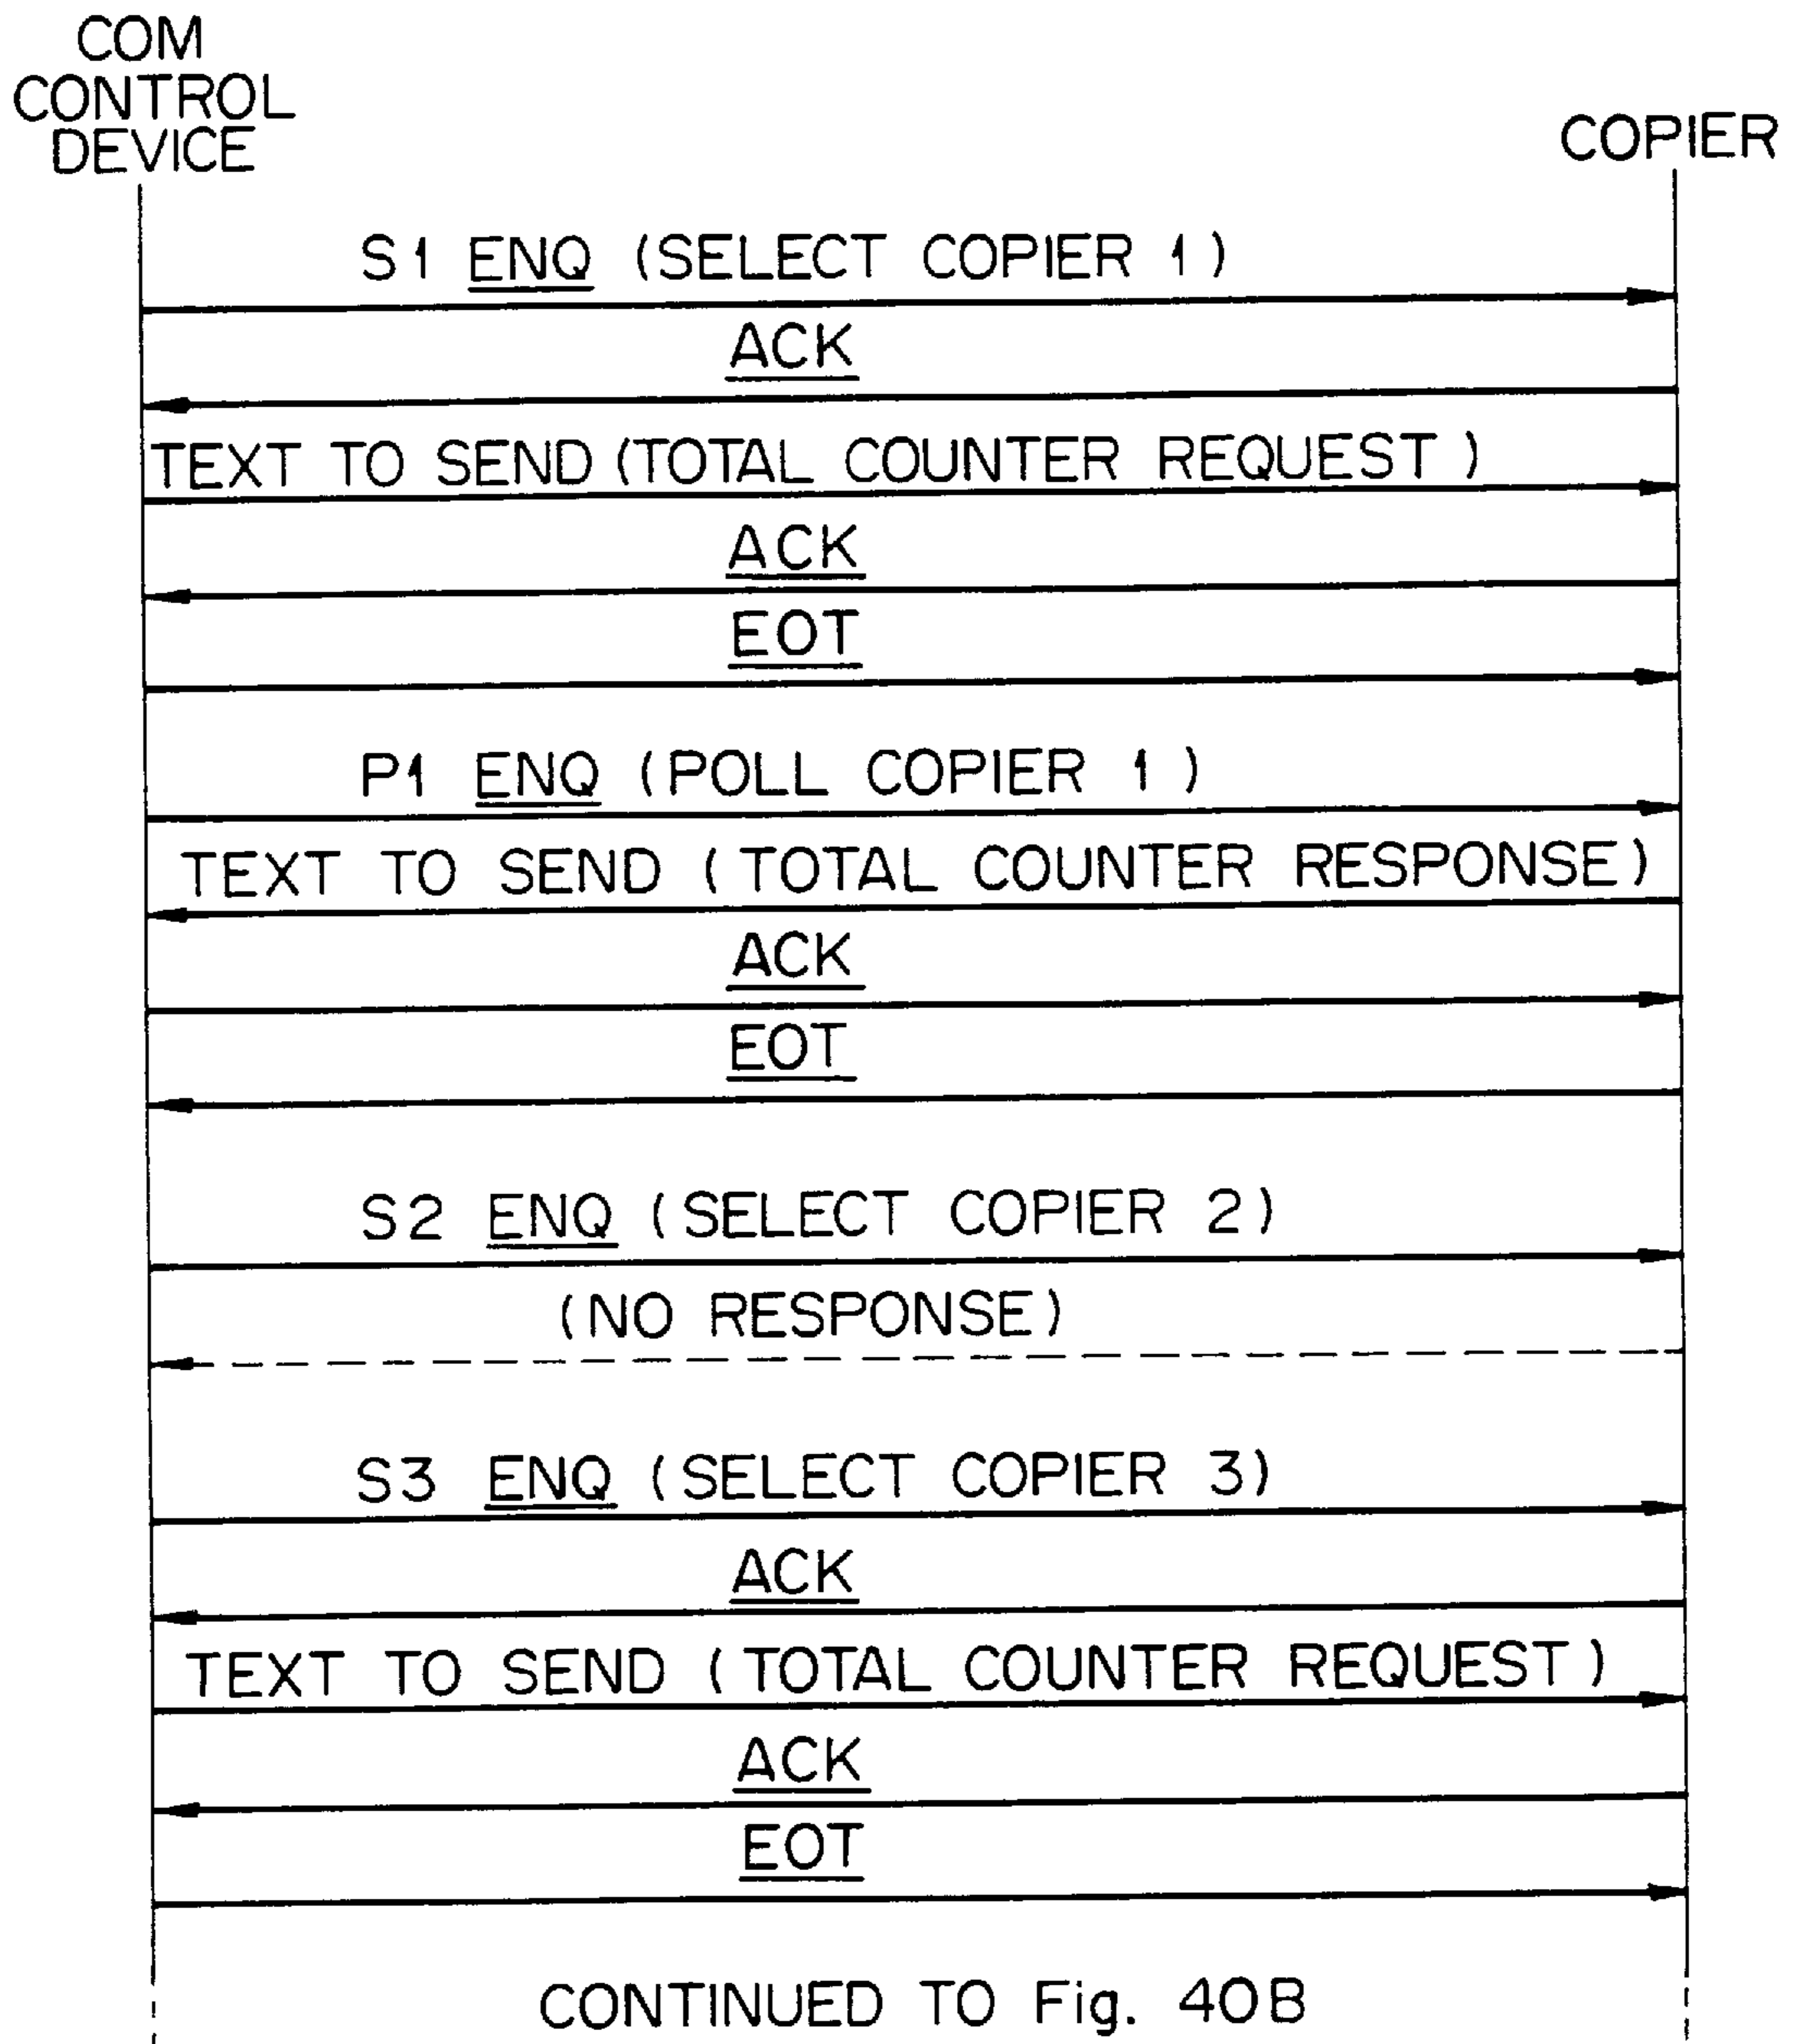 COM
CONTROL
DEVICE
COPIER
S1 ENQ (SELECT COPIER 1)
ACK
TEXT TO SEND (TOTAL COUNTER REQUEST)
ACK
EOT
P1 ENQ (POLL COPIER 1)
TEXT TO SEND (TOTAL COUNTER RESPONSE)
ACK
EOT
S2 ENQ (SELECT COPIER 2)
(NO RESPONSE)
S3 ENQ (SELECT COPIER 3)
ACK
TEXT TO SEND (TOTAL COUNTER REQUEST)
ACK
EOT
CONTINUED TO Fig. 40B